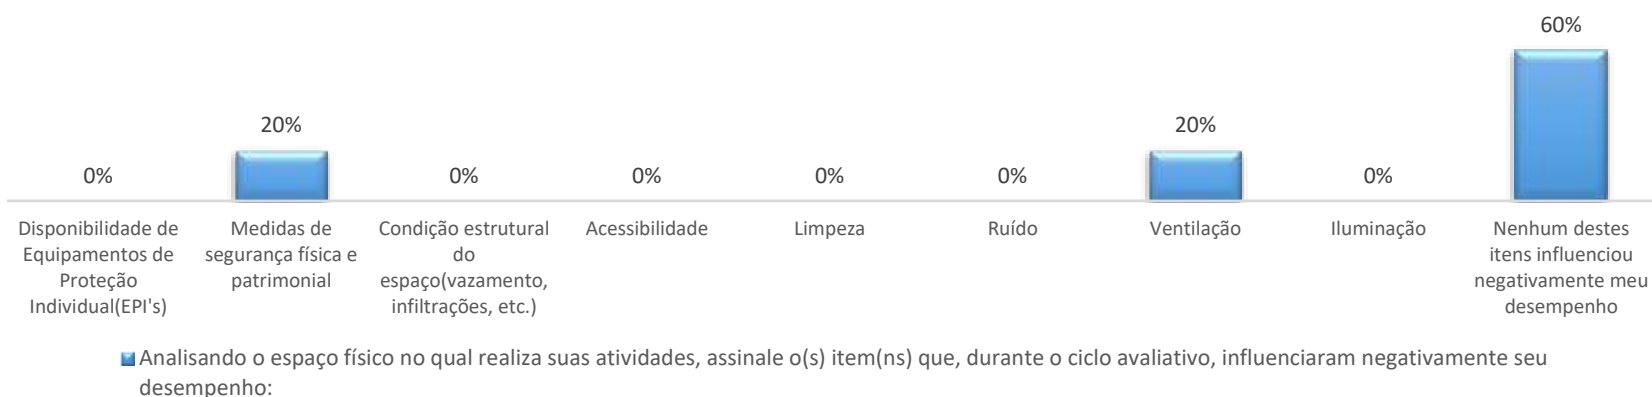 60%
20%
20%
0%
0%
0%
0%
0%
0%
Disponibilidade de
Equipamentos de
Proteção
Individual(EPI's)
Medidas de
segurança física e
patrimonial
Condição estrutural
do
espaço(vazamento,
infiltrações, etc.)
Acessibilidade
Limpeza
Ruído
Ventilação
Iluminação
Nenhum destes
itens influenciou
negativamente meu
desempenho
Analisando o espaço físico no qual realiza suas atividades, assinale o(s) item(ns) que, durante o ciclo avaliativo, influenciaram negativamente seu
desempenho: